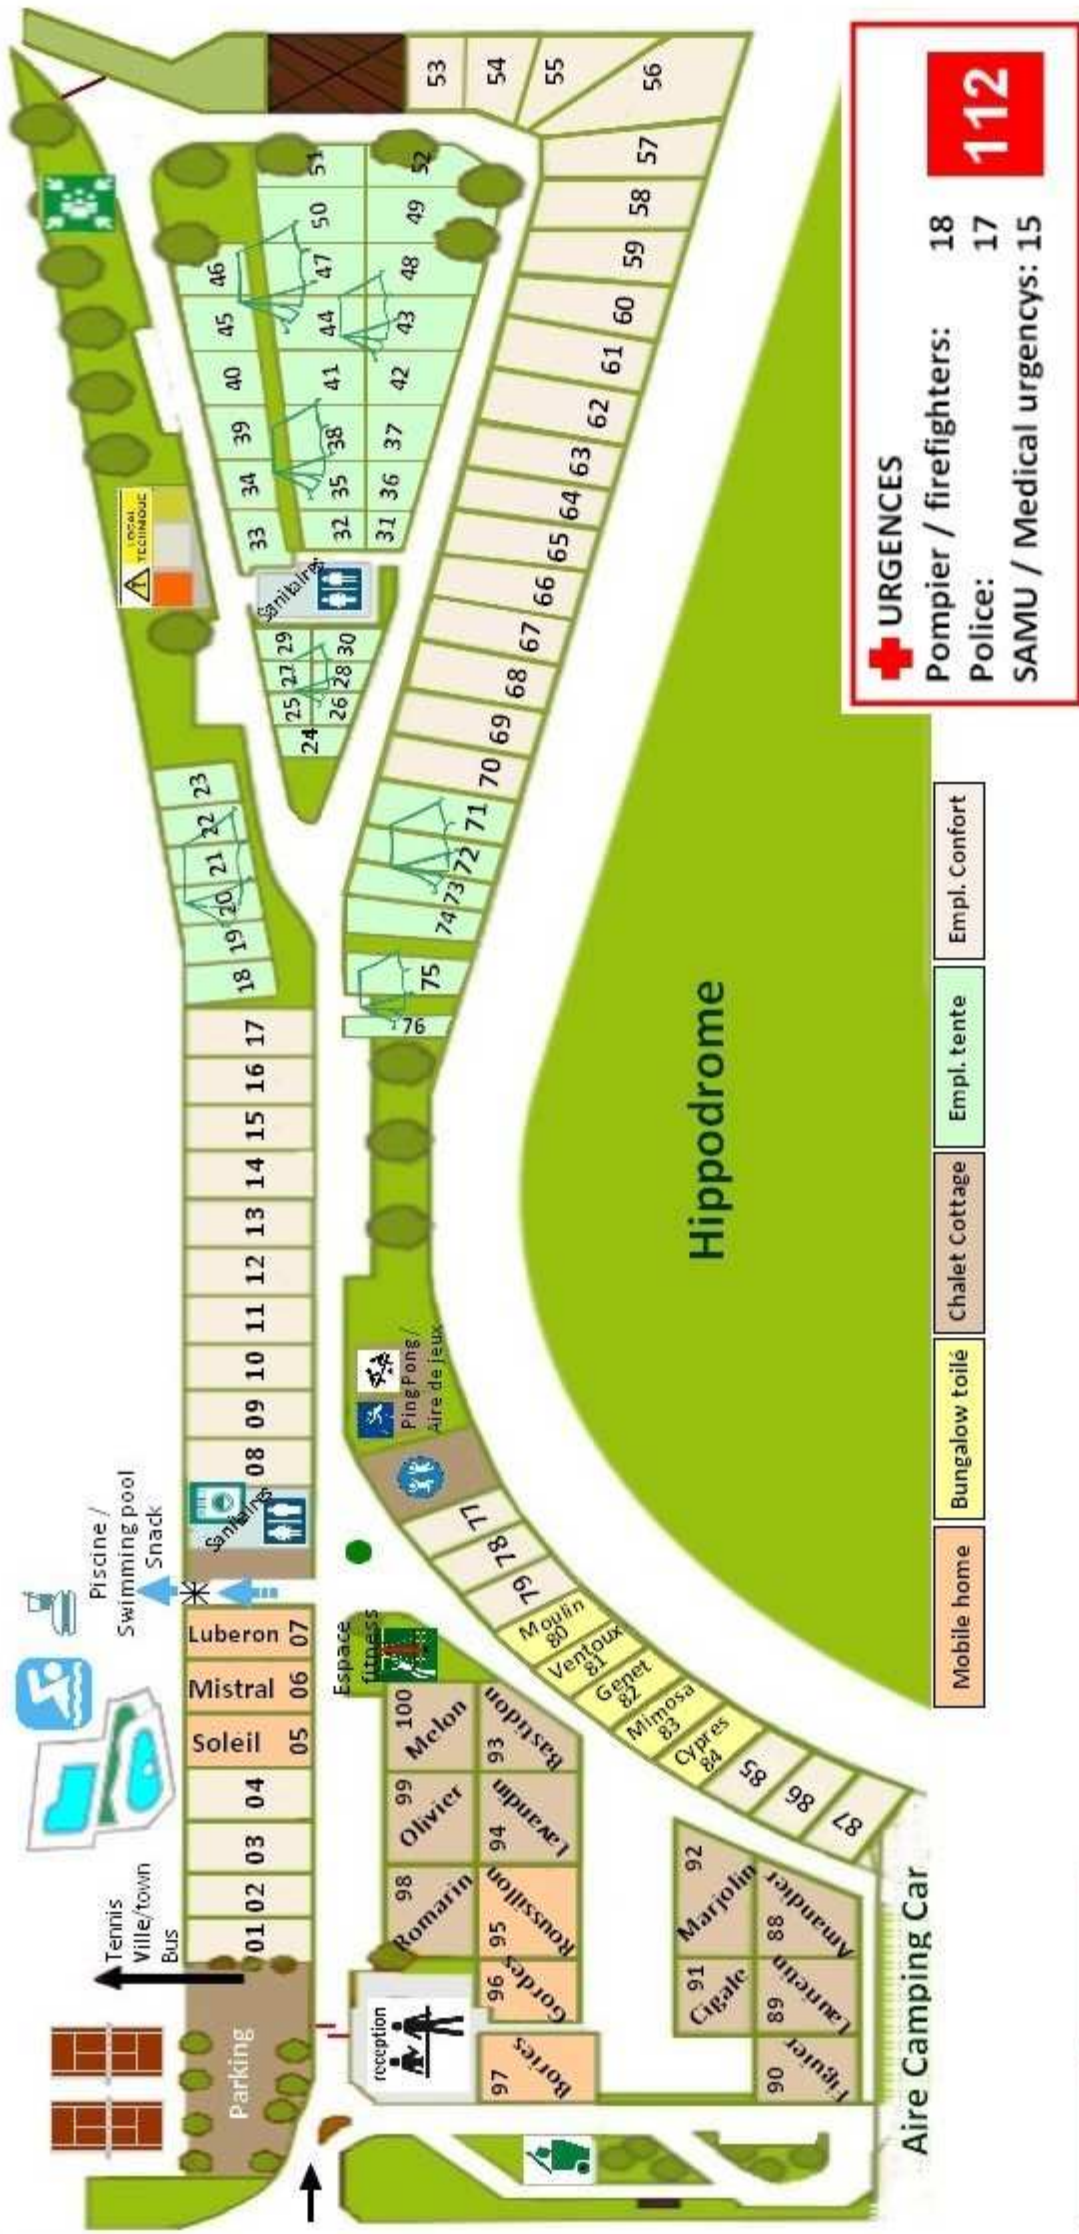 Tennis
Ville/town
Bus
Piscine /
Swimming pool
Snack
Parking
01
02
03
04
Soleil 05
Mistral 06
Luberon 07
Sanitaires
08
09
10
11
12
13
14
15
16
17
18
19
20
21
22
23
LOCAL
TECHNIQUE
24
25
26
27
28
29
30
Sanitaires
31
32
33
34
35
36
37
38
39
40
41
42
43
44
45
46
47
48
49
50
51
52
53
54
55
56
57
58
59
60
61
62
63
64
65
66
67
68
69
70
71
72
73
74
75
76
Ping Pong /
Aire de jeux
77
78
79
Moulin
80
Ventoux
81
Genet
82
Mimosa
83
Cypres
84
85
86
87
Espace
fitness
reception
100
Melon
99
Olivier
98
Romarin
93
Bastidon
94
Lavandin
95
Roussillon
96
Gordes
97
Bories
92
Marjolin
91
Cigale
88
Amandier
89
Launetin
90
Figuier
Aire Camping Car
Hippodrome
Mobile home
Bungalow toilé
Chalet Cottage
Empl. tente
Empl. Confort
URGENCES
112
Pompier / firefighters: 18
Police: 17
SAMU / Medical urgencys: 15